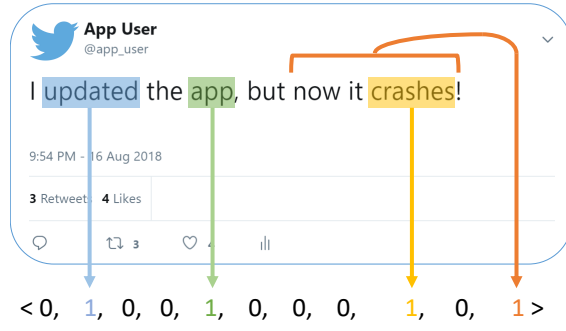 App User
@app_user
I updated the app, but now it crashes!
9:54 PM - 16 Aug 2018
3 Retweets 4 Likes
3 4
< 0, 1, 0, 0, 1, 0, 0, 0, 1, 0, 1 >